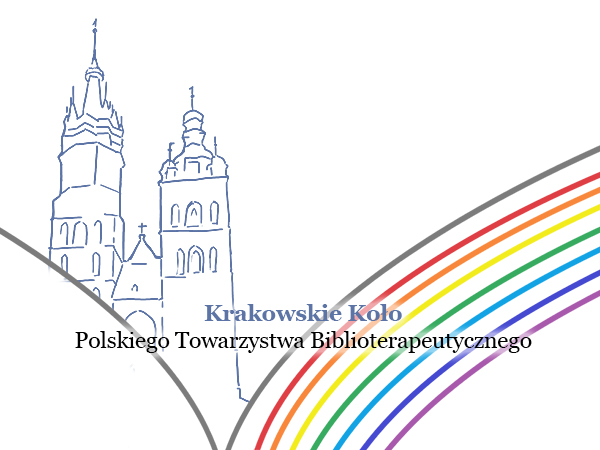 Krakowskie Koło
Polskiego Towarzystwa Biblioterapeutycznego